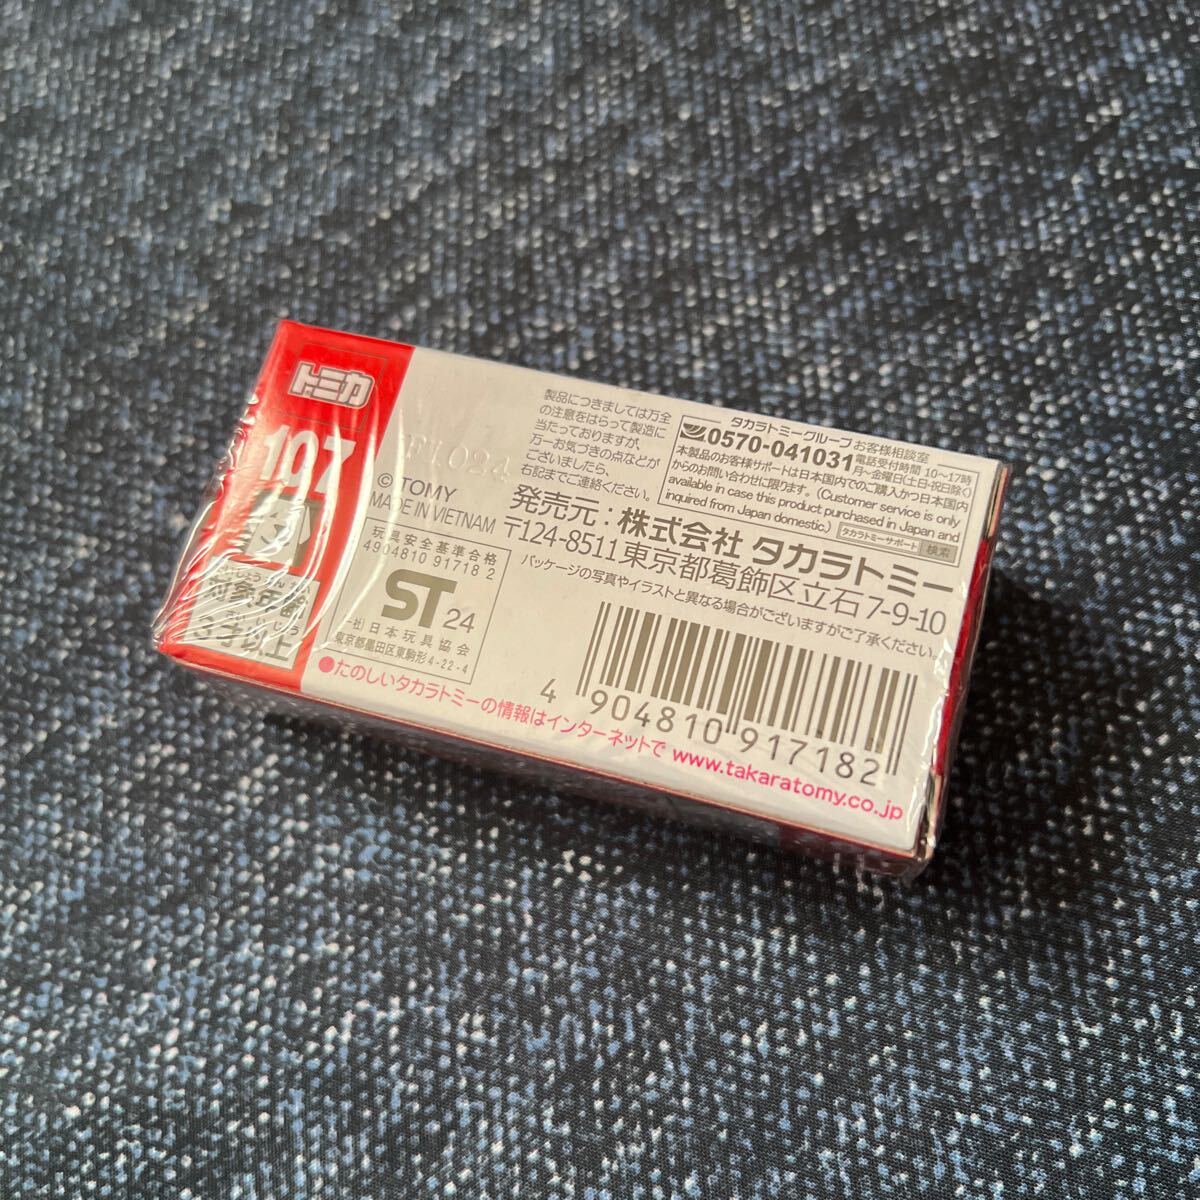 トミカ
197
3
対象年齢
3才以上
F1024
© TOMY
MADE IN VIETNAM
玩具安全基準合格
4904810 91718 2
ST 24
日本玩具協会
東京都墨田区東駒形4-22-4
製品につきましては万全
の注意をはらって製造に
当たっておりますが、
万一お気づきの点などが
ございましたら、
右記までご連絡ください。
タカラトミーグループ お客様相談室
0570-041031 電話受付時間 10～17時
月～金曜日(土日・祝日除く)
本製品のお客様サポートは日本国内でのご購入かつ日本国内
からのお問い合わせに限ります。(Customer service is only
available in case this product purchased in Japan and
inquired from Japan domestic.) タカラトミーサポート 検索
発売元：株式会社 タカラトミー
〒124-8511東京都葛飾区立石7-9-10
パッケージの写真やイラストと異なる場合がございますがご了承ください。
4 904810 917182
●たのしいタカラトミーの情報はインターネットで www.takaratomy.co.jp